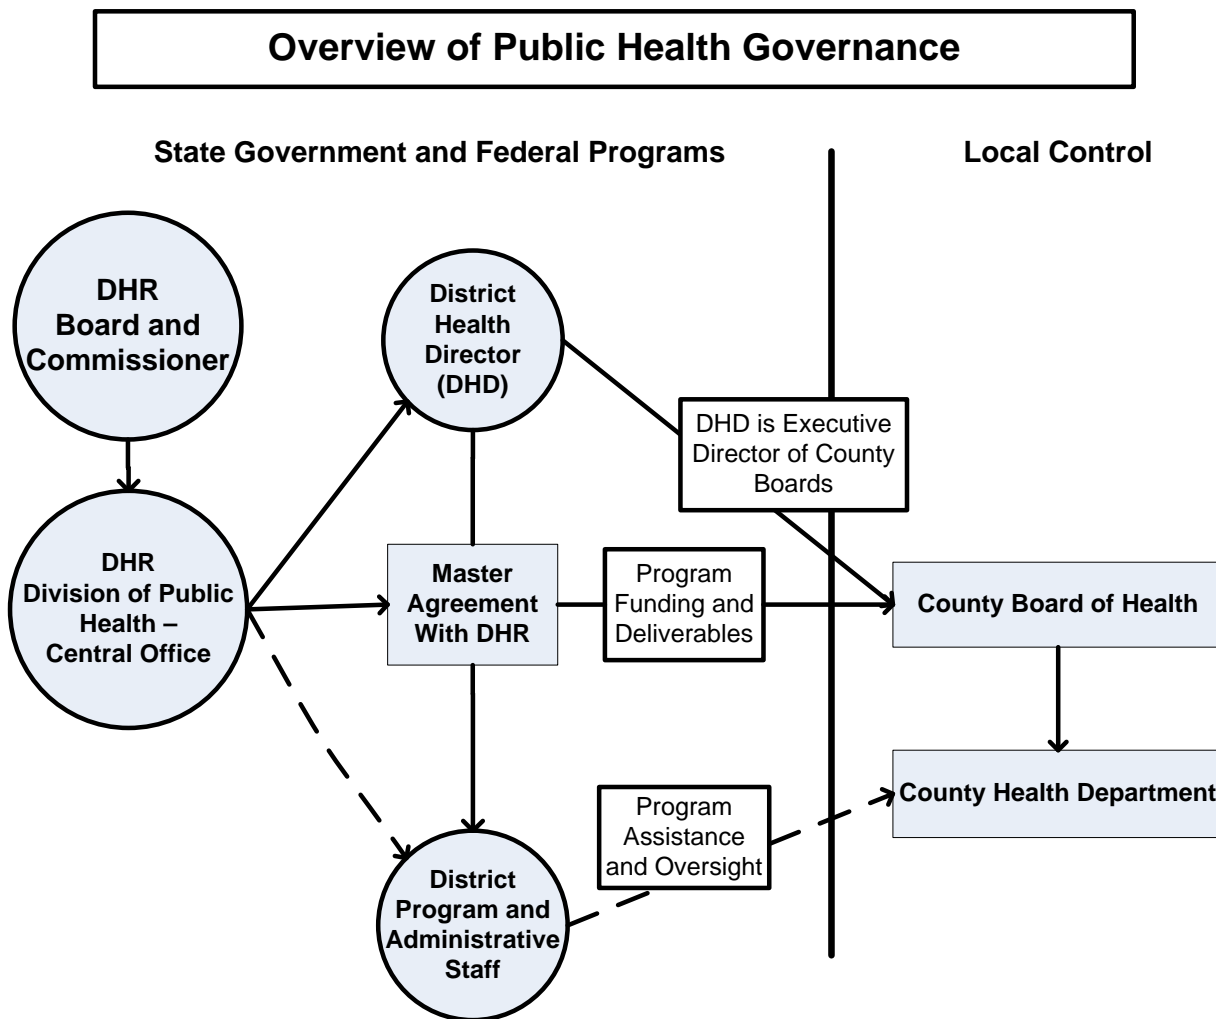 Overview of Public Health Governance
State Government and Federal Programs
Local Control
DHR
Board and
Commissioner
District
Health
Director
(DHD)
DHD is Executive
Director of County
Boards
DHR
Division of Public
Health –
Central Office
Master
Agreement
With DHR
Program
Funding and
Deliverables
County Board of Health
County Health Department
Program
Assistance
and Oversight
District
Program and
Administrative
Staff